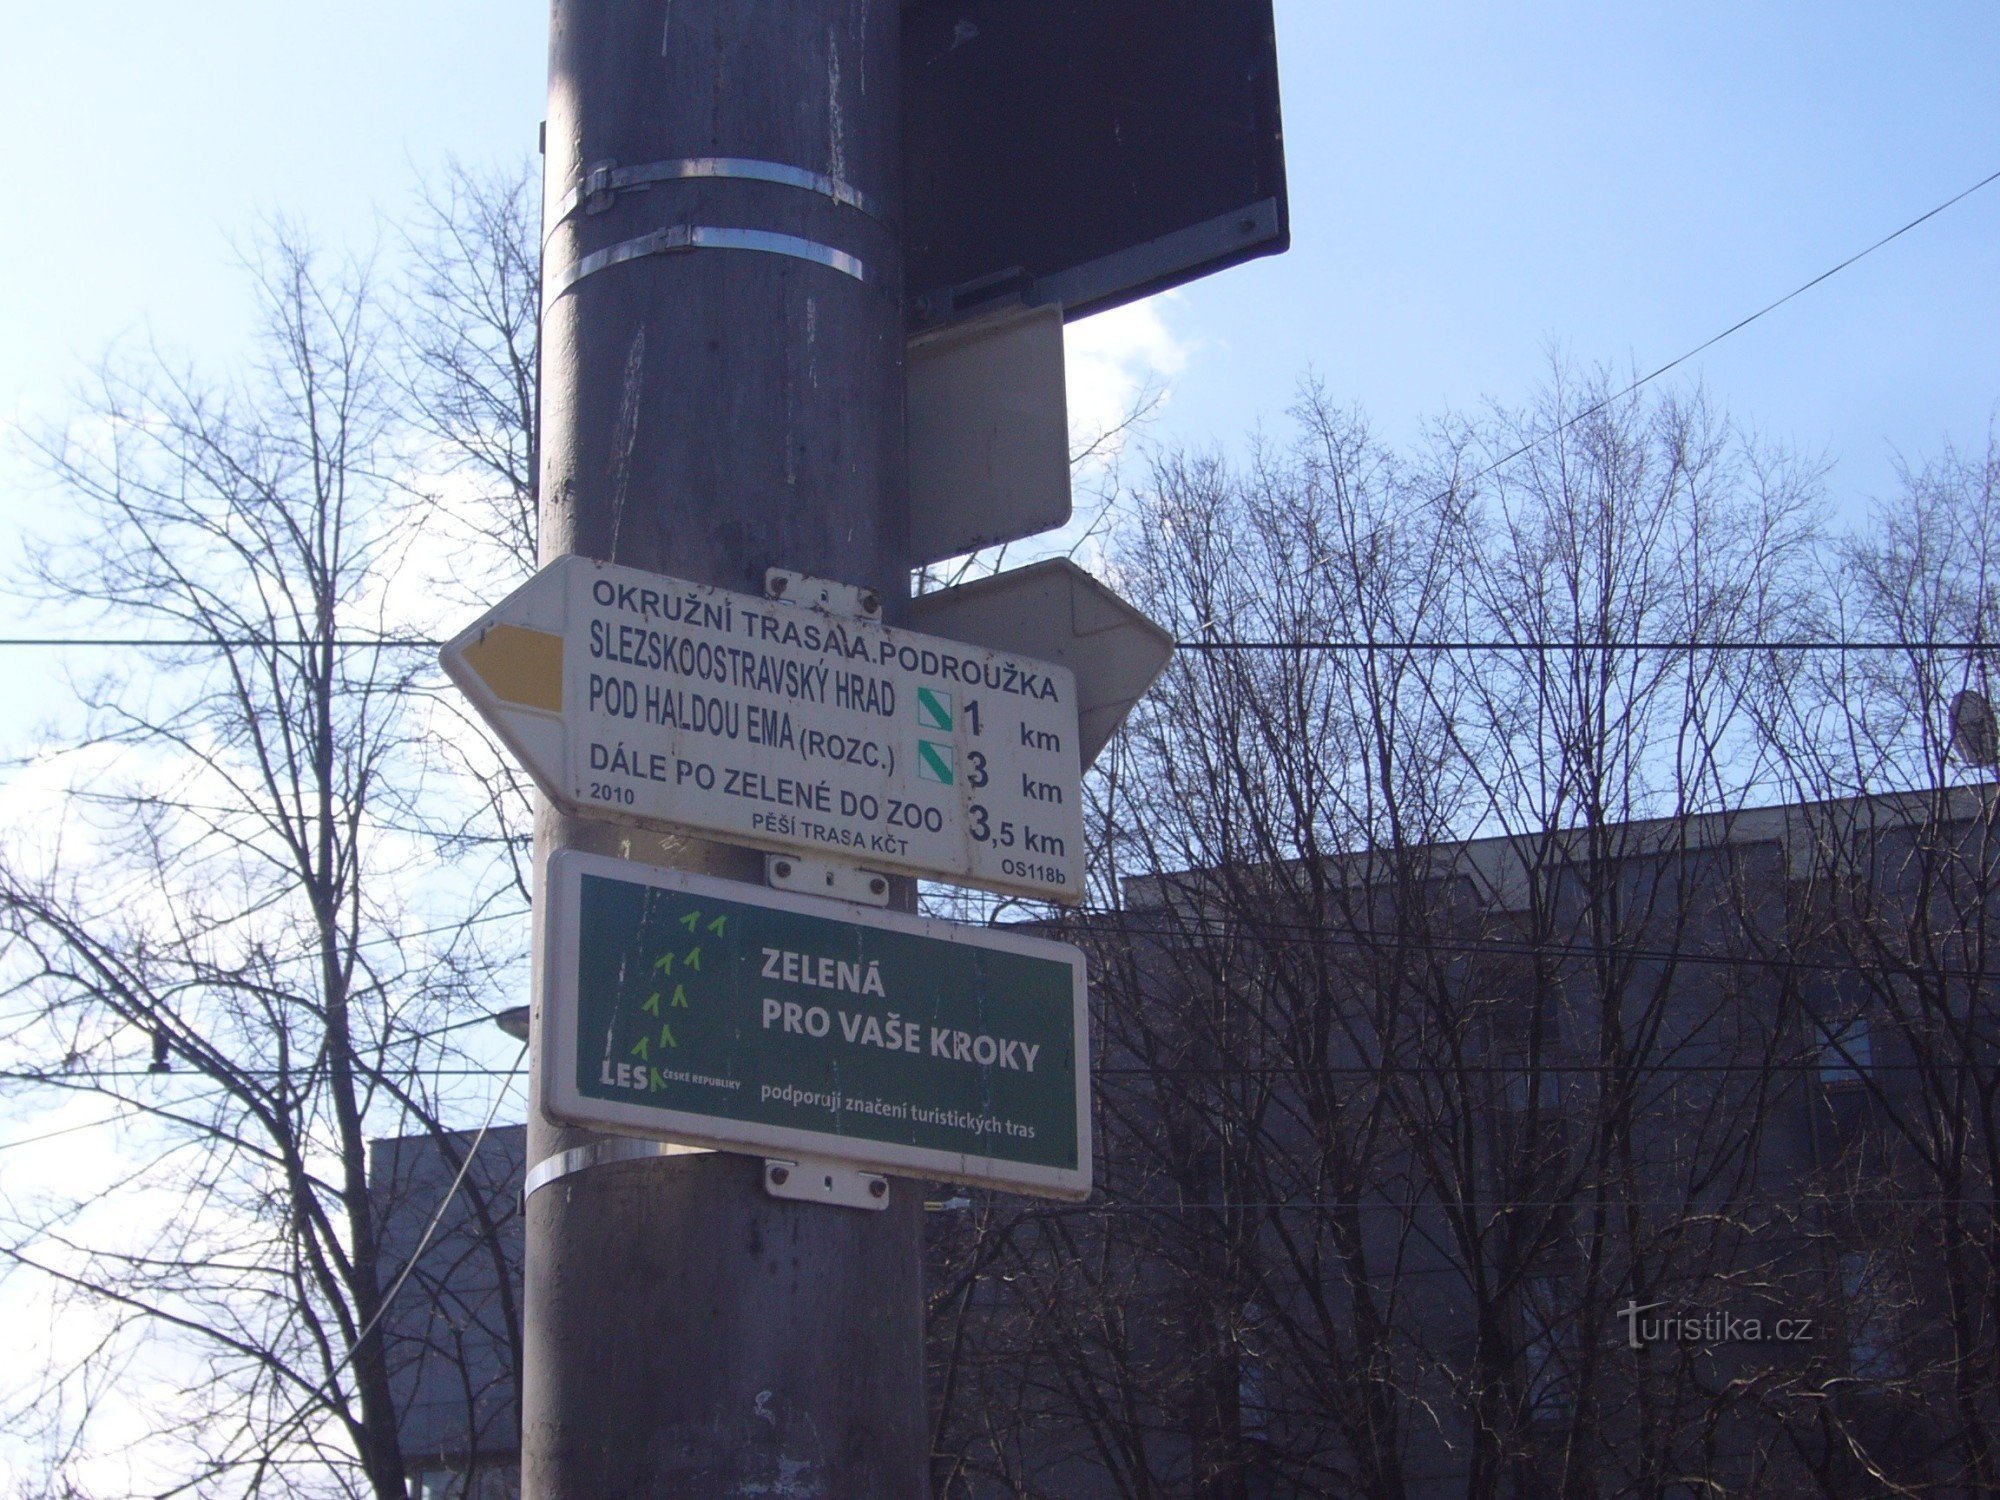 OKRUŽNÍ TRASA A.PODROUŽKA
SLEZSKOOSTRAVSKÝ HRAD 1 km
POD HALDOU EMA (ROZC.) 3 km
DÁLE PO ZELENÉ DO ZOO 3,5 km
2010 PĚŠÍ TRASA KČT OS118b
ZELENÁ
PRO VAŠE KROKY
LESY ČESKÉ REPUBLIKY
podporují značení turistických tras
Turistika.cz